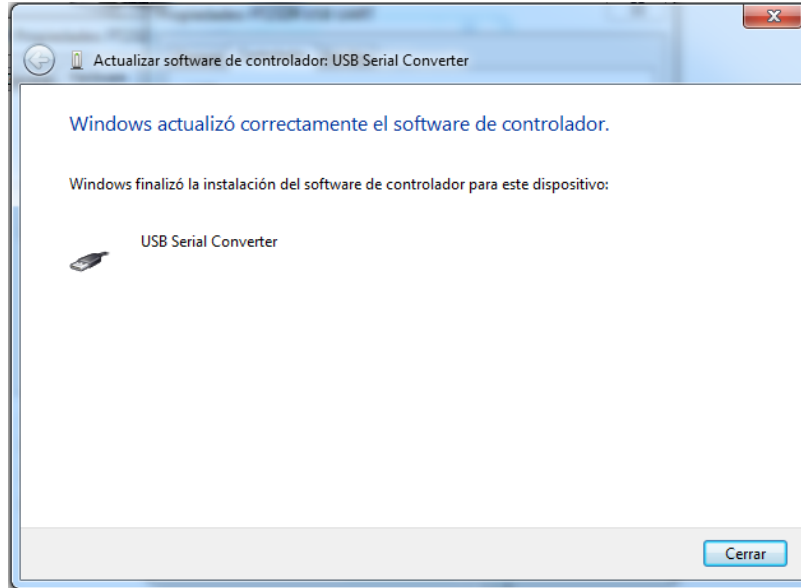 Actualizar software de controlador: USB Serial Converter
Windows actualizó correctamente el software de controlador.
Windows finalizó la instalación del software de controlador para este dispositivo:
USB Serial Converter
Cerrar